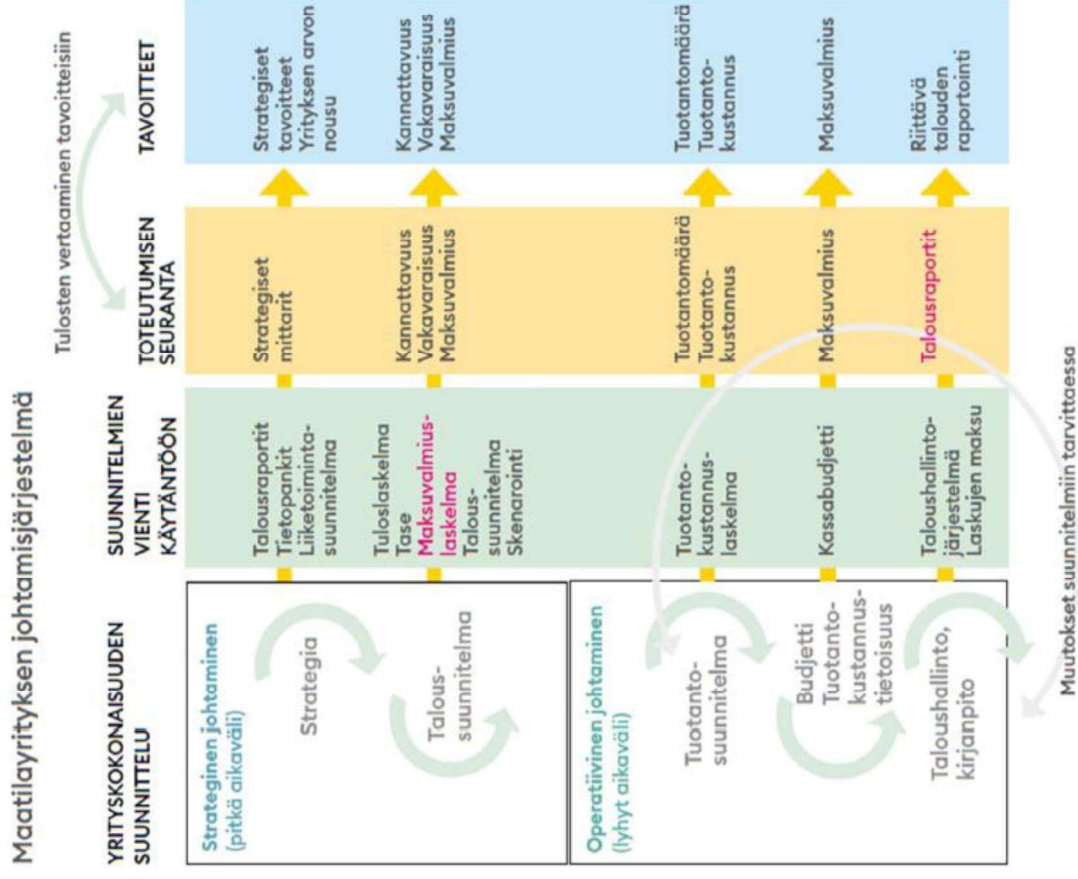 Maatilayrityksen johtamisjärjestelmä
Tulosten vertaaminen tavoitteisiin
YRITYSKOKONAISUUDEN
SUUNNITTELU
SUUNNITELMIEN
VIENTI
KÄYTÄNTÖÖN
TOTEUTUMISEN
SEURANTA
TAVOITTEET
Strateginen johtaminen
(pitkä aikaväli)
Strategia
Talousraportit
Tietopankit
Liiketoiminta-
suunnitelma
Strategiset
mittarit
Strategiset
tavoitteet
Yrityksen arvon
nousu
Talous-
suunnitelma
Tuloslaskelma
Tase
Maksuvalmius-
laskelma
Talous-
suunnitelma
Skenarointi
Kannattavuus
Vakavaraisuus
Maksuvalmius
Kannattavuus
Vakavaraisuus
Maksuvalmius
Operatiivinen johtaminen
(lyhyt aikaväli)
Tuotanto-
suunnitelma
Tuotanto-
kustannus-
laskelma
Tuotantomäärä
Tuotanto-
kustannus
Tuotantomäärä
Tuotanto-
kustannus
Budjetti
Tuotanto-
kustannus-
tietoisuus
Kassabudjetti
Maksuvalmius
Maksuvalmius
Taloushallinto,
kirjanpito
Taloushallinto-
järjestelmä
Laskujen maksu
Talousraportit
Riittävä
talouden
raportointi
Muutokset suunnitelmiin tarvittaessa